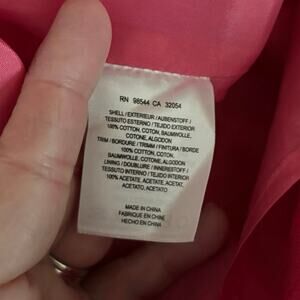 RN 98544 CA 32054
SHELL / EXTERIEUR / AUBENSTOFF /
TESSUTO ESTERNO / TEJIDO EXTERIOR
100% COTTON, COTON, BAUMWOLLE,
COTONE, ALGODON
TRIM / BORDURE / TRIMM / FINITURA / BORDE
100% COTTON, COTON,
BAUMWOLLE, COTONE, ALGODON
LINING / DOUBLURE / INNERSTOFF /
TESSUTO INTERNO / TEJIDO INTERIOR
100% ACETATE, ACETATE, ACETAT,
ACETATO, ACETATO
MADE IN CHINA
FABRIQUE EN CHINE
HECHO EN CHINA